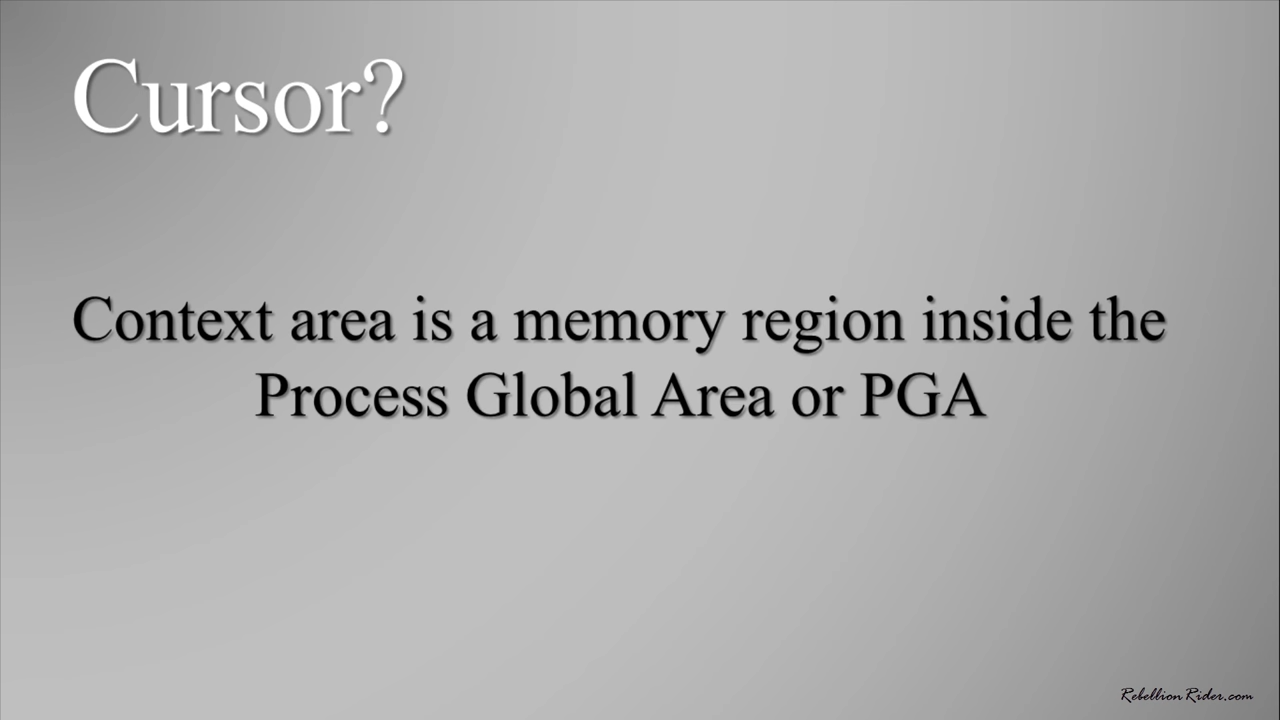 Cursor?
Context area is a memory region inside the
Process Global Area or PGA
RebellionRider.com